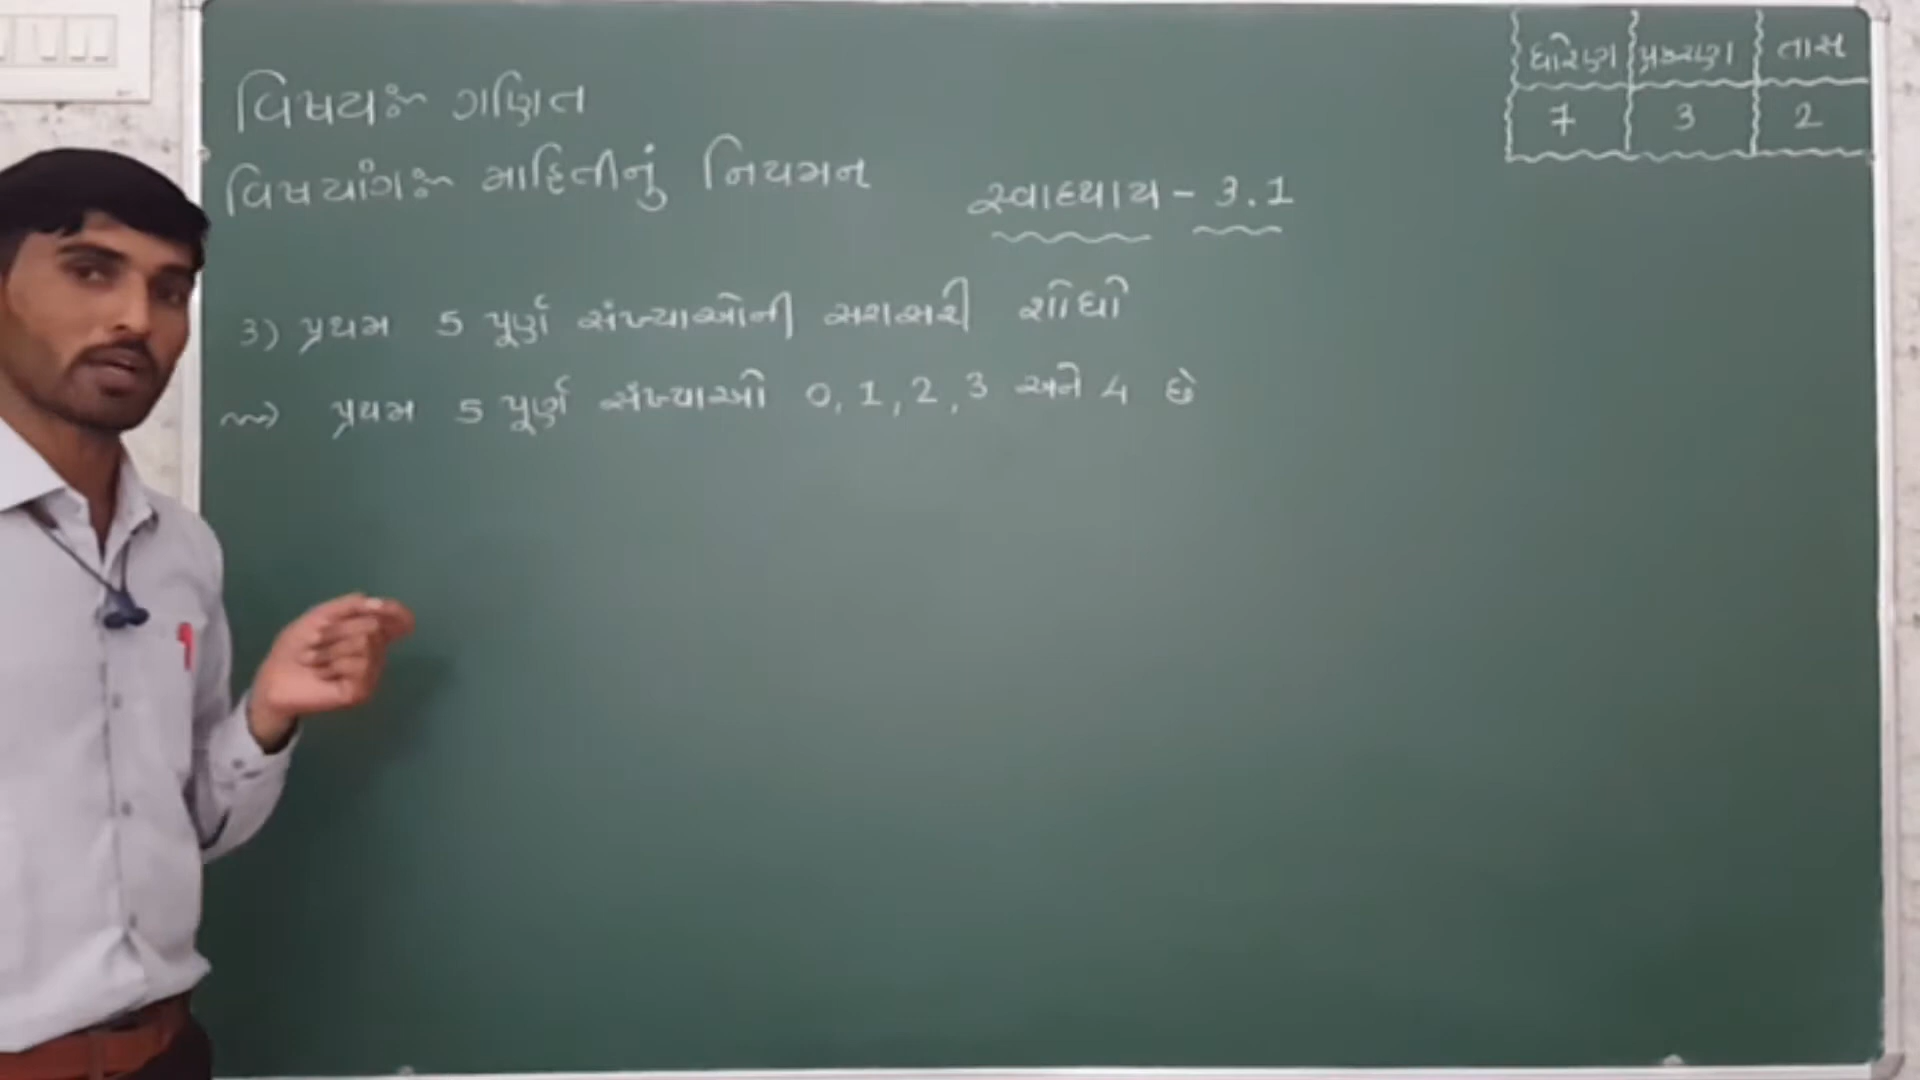 વિષયઃ ગણિત
વિષયાંગઃ માહિતીનું નિયમન
ધોરણ પ્રકરણ તાસ
7 3 2
સ્વાધ્યાય - 3.1
3) પ્રથમ 5 પૂર્ણ સંખ્યાઓની સરાસરી શોધો
પ્રથમ 5 પૂર્ણ સંખ્યાઓ 0, 1, 2, 3 અને 4 છે